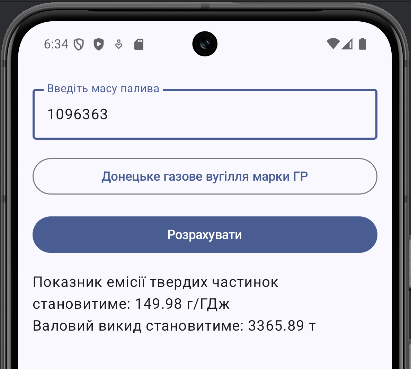 6:34
Введіть масу палива
1096363
Донецьке газове вугілля марки ГР
Розрахувати
Показник емісії твердих частинок
становитиме: 149.98 г/ГДж
Валовий викид становитиме: 3365.89 т